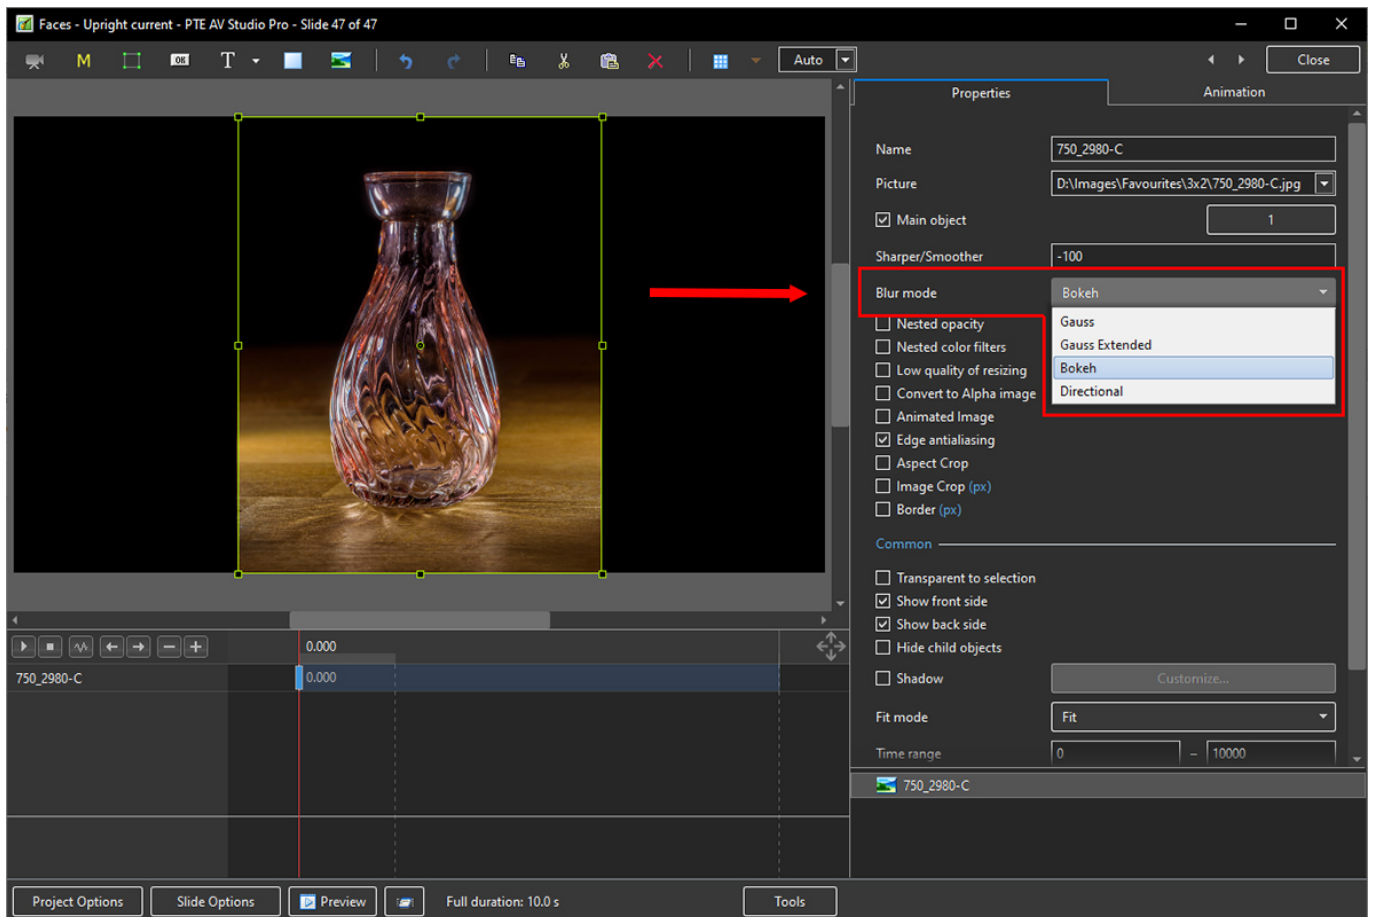 Faces - Upright current - PTE AV Studio Pro - Slide 47 of 47
M OK T Auto Close
Properties Animation
Name 750_2980-C
Picture D:\Images\Favourites\3x2\750_2980-C.jpg
Main object 1
Sharper/Smoother -100
Blur mode Bokeh
Nested opacity Gauss
Nested color filters Gauss Extended
Low quality of resizing Bokeh
Convert to Alpha image Directional
Animated Image
Edge antialiasing
Aspect Crop
Image Crop (px)
Border (px)
Common
Transparent to selection
Show front side
Show back side
Hide child objects
Shadow Customize...
Fit mode Fit
Time range 0 – 10000
0.000
750_2980-C 0.000
750_2980-C
Project Options Slide Options Preview Full duration: 10.0 s Tools